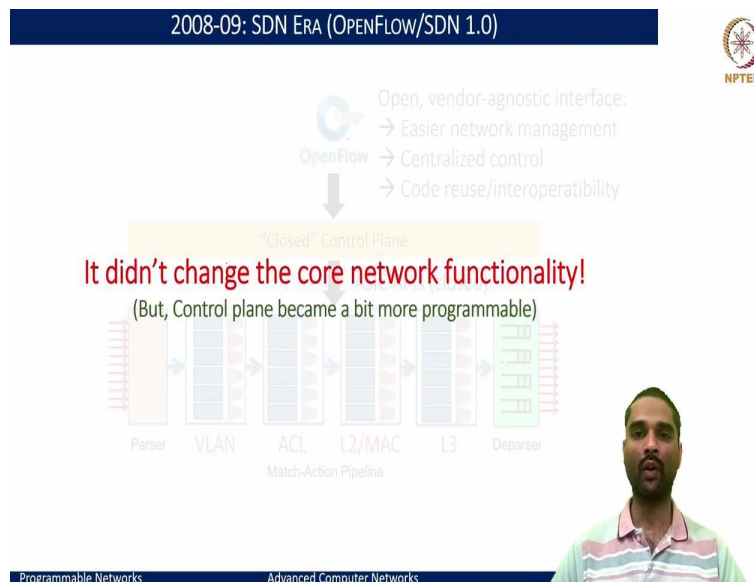 2008-09: SDN ERA (OPENFLOW/SDN 1.0)
NPTEL
Open, vendor-agnostic interface:
→ Easier network management
OpenFlow → Centralized control
→ Code reuse/interoperatibility
"Closed" Control Plane
It didn't change the core network functionality!
(But, Control plane became a bit more programmable)
Parser VLAN ACL L2/MAC L3 Deparser
Match-Action Pipeline
Programmable Networks Advanced Computer Networks